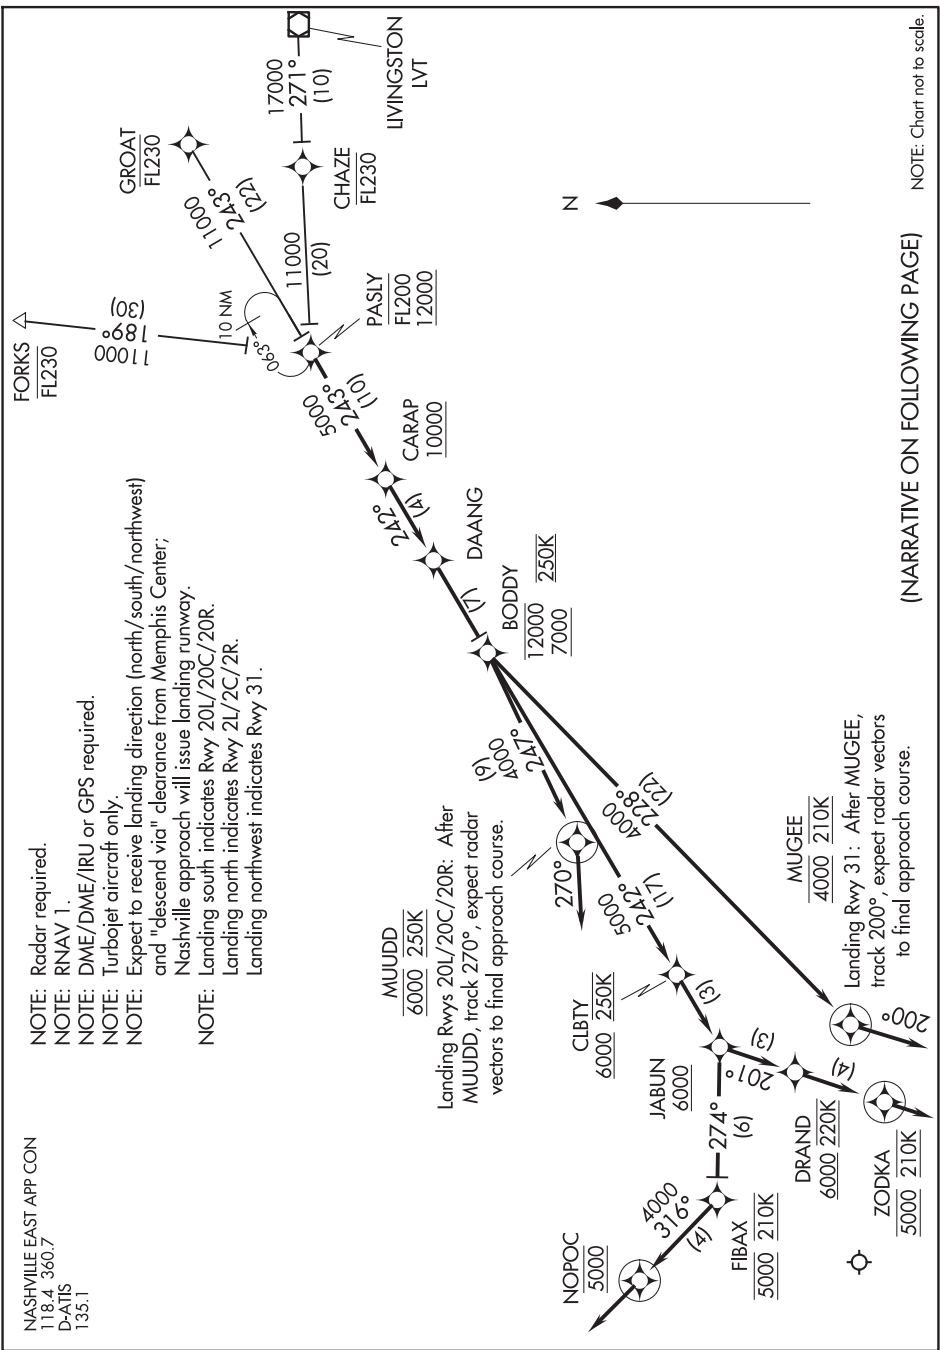 NASHVILLE EAST APP CON
118.4 360.7
D-ATIS
135.1
NOTE: Radar required.
NOTE: RNAV 1.
NOTE: DME/DME/IRU or GPS required.
NOTE: Turbojet aircraft only.
NOTE: Expect to receive landing direction (north/south/northwest)
and "descend via" clearance from Memphis Center;
Nashville approach will issue landing runway.
NOTE: Landing south indicates Rwy 20L/20C/20R.
Landing north indicates Rwy 2L/2C/2R.
Landing northwest indicates Rwy 31.
FORKS
FL230
11000
189°
(30)
GROAT
FL230
11000
243°
(22)
LIVINGSTON
LVT
17000
271°
(10)
CHAZE
FL230
11000
(20)
10 NM
063°
PASLY
FL200
12000
5000
243°
(10)
CARAP
10000
242°
(4)
DAANG
(7)
BODDY
12000 250K
7000
4000
247°
(9)
MUUDD
6000 250K
Landing Rwys 20L/20C/20R: After
MUUDD, track 270°, expect radar
vectors to final approach course.
270°
5000
242°
(17)
4000
228°
(22)
CLBTY
6000 250K
(3)
JABUN
6000
274°
(6)
201°
(3)
DRAND
6000 220K
(4)
ZODKA
5000 210K
FIBAX
5000 210K
4000
316°
(4)
NOPOC
5000
MUGEE
4000 210K
Landing Rwy 31: After MUGEE,
track 200°, expect radar vectors
to final approach course.
200°
N
(NARRATIVE ON FOLLOWING PAGE)
NOTE: Chart not to scale.